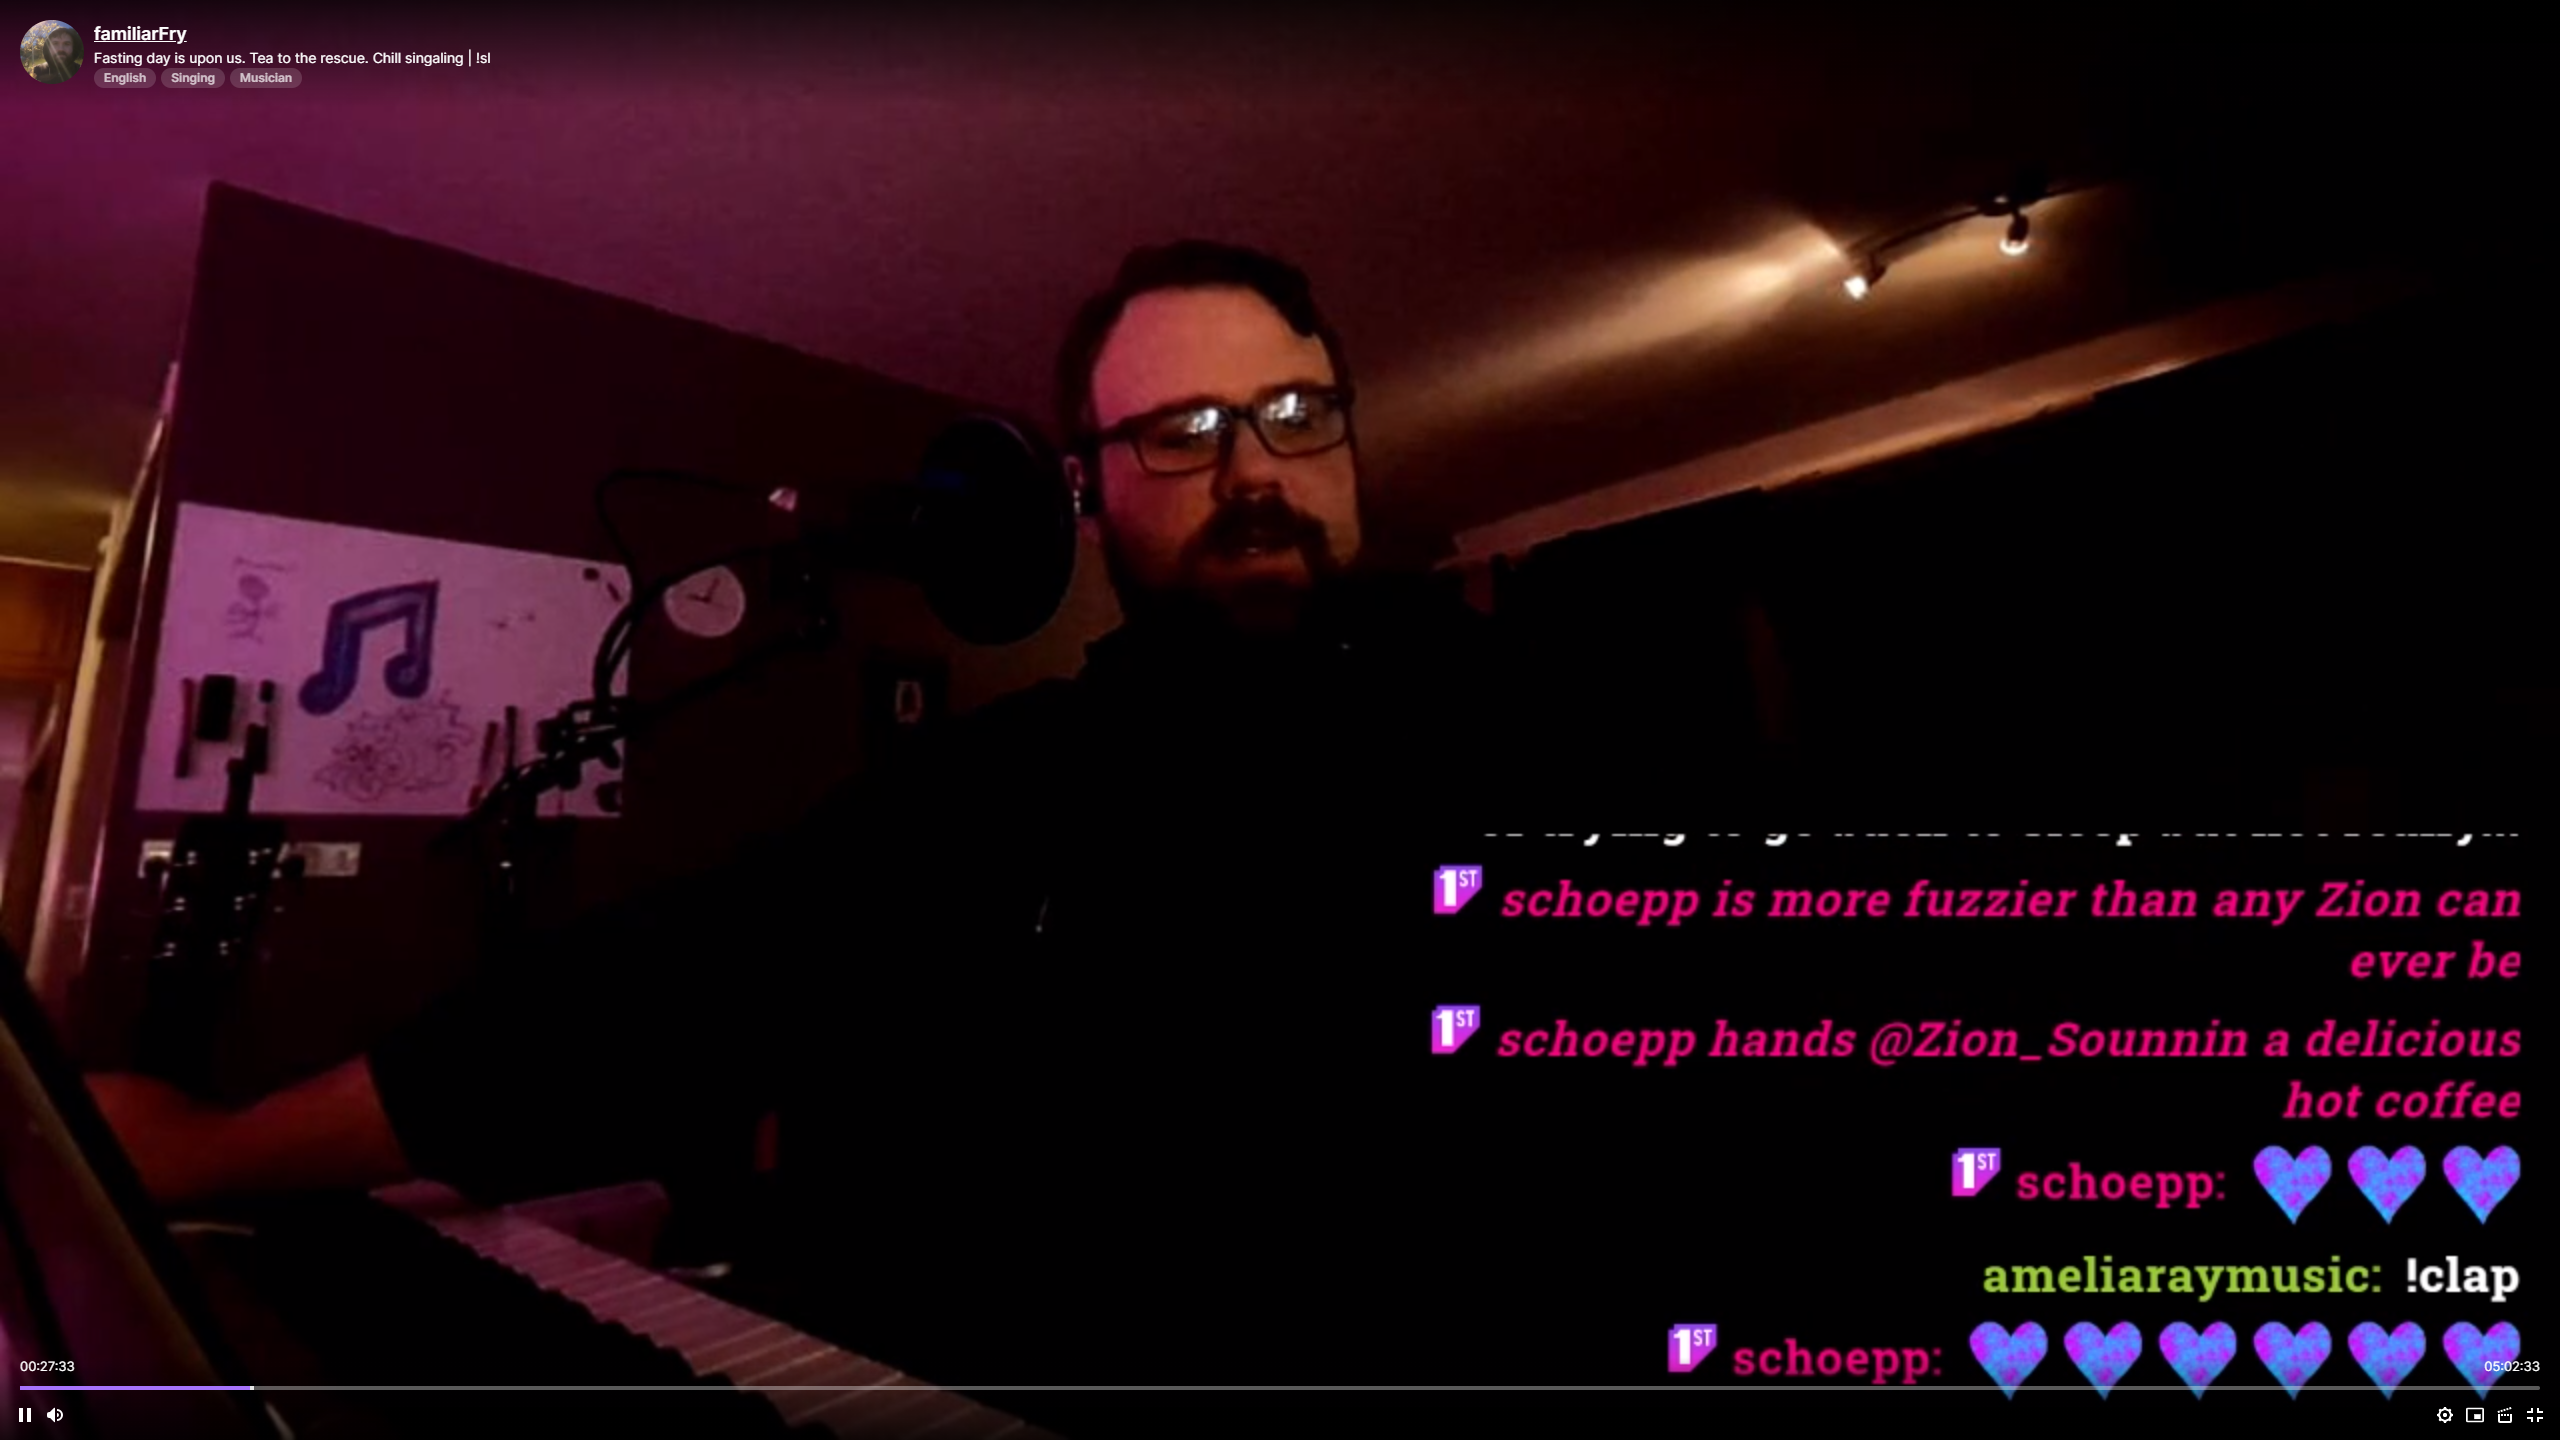 familiarFry
Fasting day is upon us. Tea to the rescue. Chill singaling | !sl
English Singing Musician
1ST schoepp is more fuzzier than any Zion can
ever be
1ST schoepp hands @Zion_Sounnin a delicious
hot coffee
1ST schoepp:
ameliaraymusic: !clap
1ST schoepp:
00:27:33 05:02:33